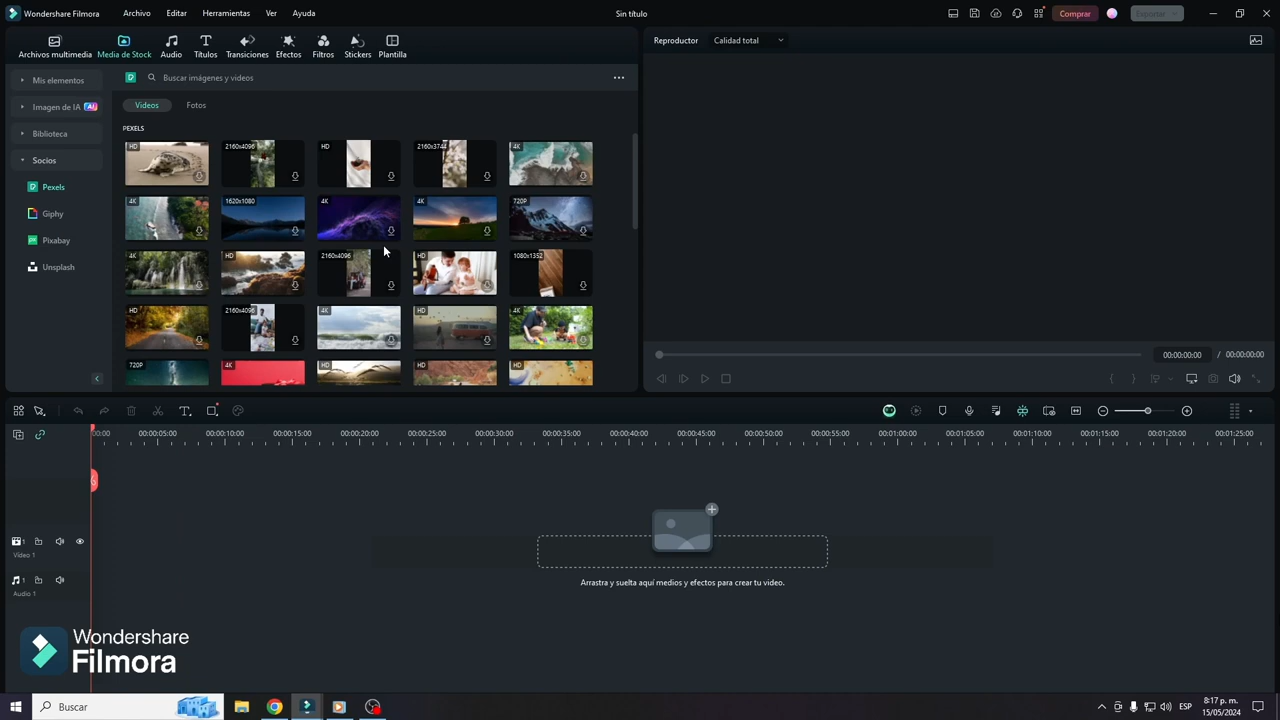 Wondershare Filmora
Archivo
Editar
Herramientas
Ver
Ayuda
Sin título
Comprar
Exportar
Archivos multimedia
Media de Stock
Audio
Títulos
Transiciones
Efectos
Filtros
Stickers
Plantilla
Reproductor
Calidad total
Mis elementos
Imagen de IA
AI
Biblioteca
Socios
Pexels
Giphy
Pixabay
Unsplash
Buscar imágenes y videos
Videos
Fotos
PEXELS
HD
2160x4096
HD
2160x3744
4K
4K
1620x1080
4K
4K
720P
4K
HD
2160x4096
HD
1080x1352
HD
2160x4096
4K
HD
4K
720P
4K
HD
HD
HD
00:00:00:00 / 00:00:00:00
00:00
00:00:05:00
00:00:10:00
00:00:15:00
00:00:20:00
00:00:25:00
00:00:30:00
00:00:35:00
00:00:40:00
00:00:45:00
00:00:50:00
00:00:55:00
00:01:00:00
00:01:05:00
00:01:10:00
00:01:15:00
00:01:20:00
00:01:25:00
1
Vídeo 1
1
Audio 1
Arrastra y suelta aquí medios y efectos para crear tu video.
Wondershare
Filmora
Buscar
ESP
8:17 p. m.
15/05/2024